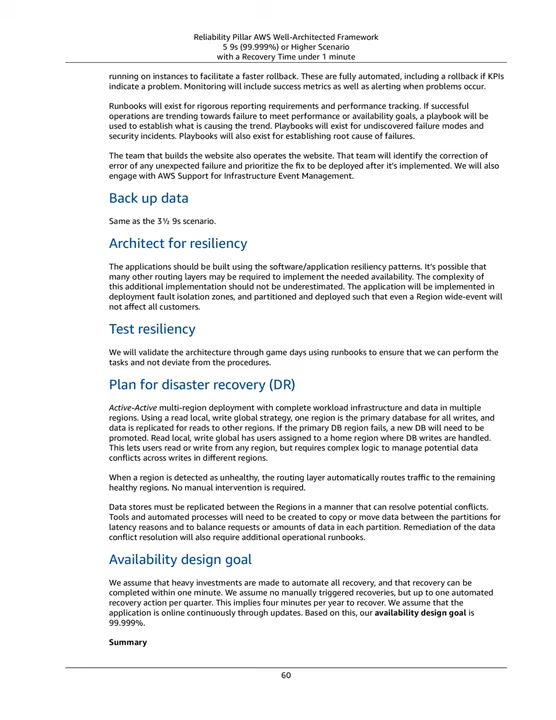 Reliability Pillar AWS Well-Architected Framework
5 9s (99.999%) or Higher Scenario
with a Recovery Time under 1 minute
running on instances to facilitate a faster rollback. These are fully automated, including a rollback if KPIs
indicate a problem. Monitoring will include success metrics as well as alerting when problems occur.
Runbooks will exist for rigorous reporting requirements and performance tracking. If successful
operations are trending towards failure to meet performance or availability goals, a playbook will be
used to establish what is causing the trend. Playbooks will exist for undiscovered failure modes and
security incidents. Playbooks will also exist for establishing root cause of failures.
The team that builds the website also operates the website. That team will identify the correction of
error of any unexpected failure and prioritize the fix to be deployed after it's implemented. We will also
engage with AWS Support for Infrastructure Event Management.
Back up data
Same as the 3½ 9s scenario.
Architect for resiliency
The applications should be built using the software/application resiliency patterns. It's possible that
many other routing layers may be required to implement the needed availability. The complexity of
this additional implementation should not be underestimated. The application will be implemented in
deployment fault isolation zones, and partitioned and deployed such that even a Region wide-event will
not affect all customers.
Test resiliency
We will validate the architecture through game days using runbooks to ensure that we can perform the
tasks and not deviate from the procedures.
Plan for disaster recovery (DR)
Active-Active multi-region deployment with complete workload infrastructure and data in multiple
regions. Using a read local, write global strategy, one region is the primary database for all writes, and
data is replicated for reads to other regions. If the primary DB region fails, a new DB will need to be
promoted. Read local, write global has users assigned to a home region where DB writes are handled.
This lets users read or write from any region, but requires complex logic to manage potential data
conflicts across writes in different regions.
When a region is detected as unhealthy, the routing layer automatically routes traffic to the remaining
healthy regions. No manual intervention is required.
Data stores must be replicated between the Regions in a manner that can resolve potential conflicts.
Tools and automated processes will need to be created to copy or move data between the partitions for
latency reasons and to balance requests or amounts of data in each partition. Remediation of the data
conflict resolution will also require additional operational runbooks.
Availability design goal
We assume that heavy investments are made to automate all recovery, and that recovery can be
completed within one minute. We assume no manually triggered recoveries, but up to one automated
recovery action per quarter. This implies four minutes per year to recover. We assume that the
application is online continuously through updates. Based on this, our availability design goal is
99.999%.
Summary
60